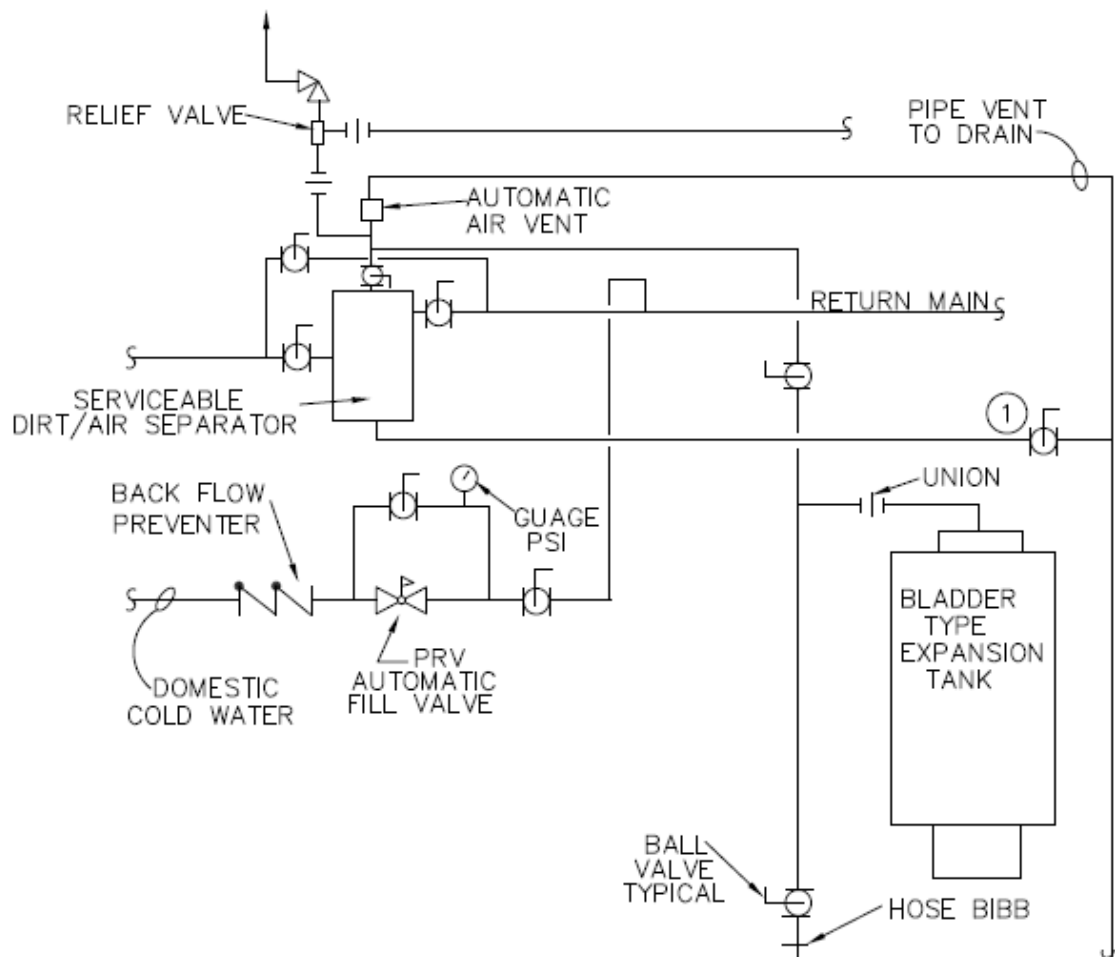 RELIEF VALVE
PIPE VENT
TO DRAIN
AUTOMATIC
AIR VENT
RETURN MAIN
SERVICEABLE
DIRT/AIR SEPARATOR
1
BACK FLOW
PREVENTER
GUAGE
PSI
UNION
BLADDER
TYPE
EXPANSION
TANK
PRV
AUTOMATIC
FILL VALVE
DOMESTIC
COLD WATER
BALL
VALVE
TYPICAL
HOSE BIBB